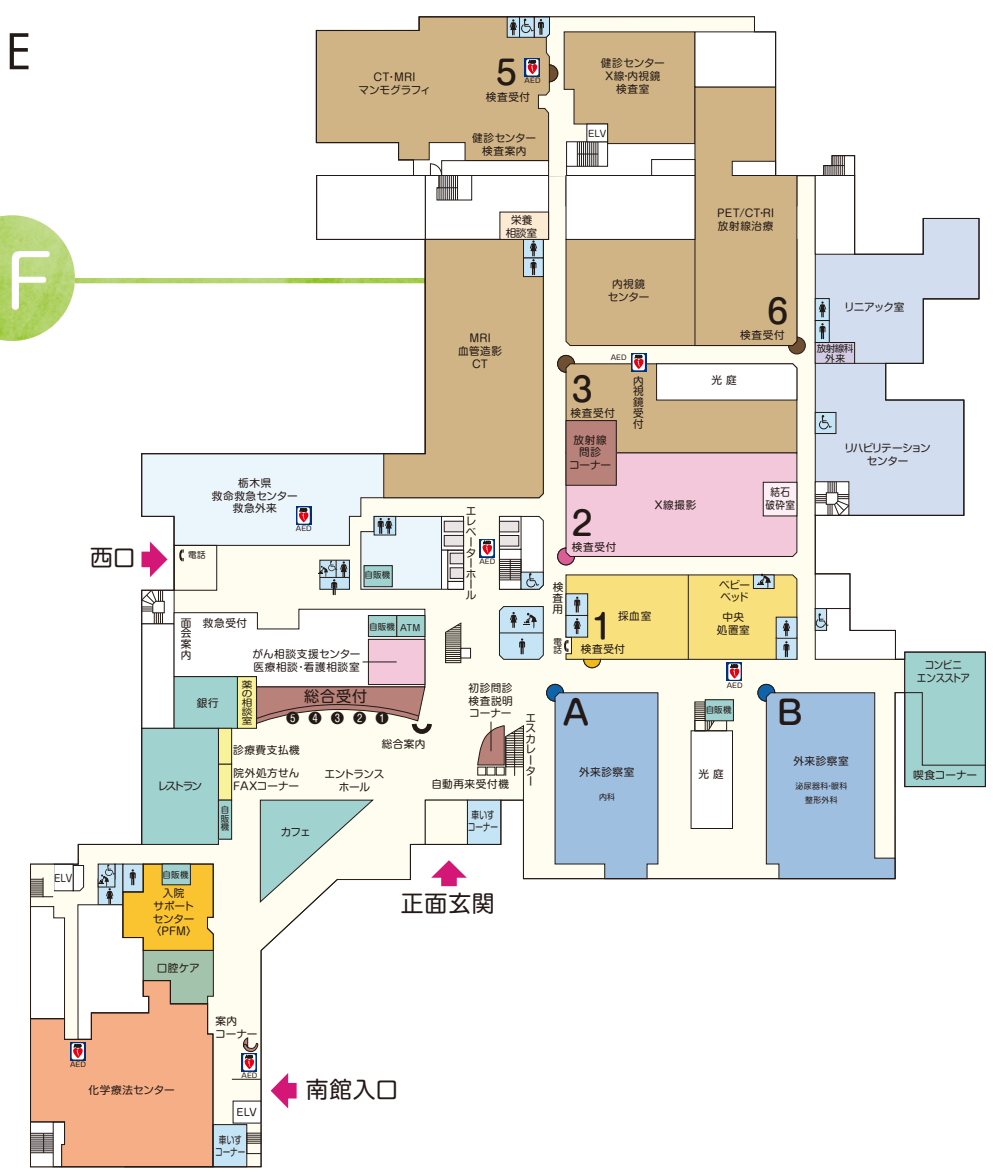 E
F
CT・MRI
マンモグラフィ
5
AED
検査受付
健診センター
検査案内
健診センター
X線・内視鏡
検査室
ELV
栄養
相談室
PET/CT・RI
放射線治療
内視鏡
センター
6
検査受付
リニアック室
放射線科
外来
MRI
血管造影
CT
AED
3
検査受付
内視鏡受付
光庭
放射線
問診
コーナー
リハビリテーション
センター
栃木県
救命救急センター
救急外来
AED
X線撮影
結石
破砕室
2
検査受付
エレベーターホール
AED
西口
電話
自販機
検査用
電話
採血室
1
検査受付
ベビー
ベッド
中央
処置室
面会案内
救急受付
自販機
ATM
がん相談支援センター
医療相談・看護相談室
AED
コンビニ
エンスストア
喫食コーナー
銀行
薬の相談室
総合受付
5
4
3
2
1
総合案内
初診問診
検査説明
コーナー
エスカレーター
自動再来受付機
A
外来診察室
内科
自販機
光庭
B
外来診察室
泌尿器科・眼科
整形外科
レストラン
診療費支払機
院外処方せん
FAXコーナー
自販機
エントランス
ホール
カフェ
車いす
コーナー
正面玄関
ELV
自販機
入院
サポート
センター
〈PFM〉
口腔ケア
案内
コーナー
AED
AED
化学療法センター
南館入口
ELV
車いす
コーナー